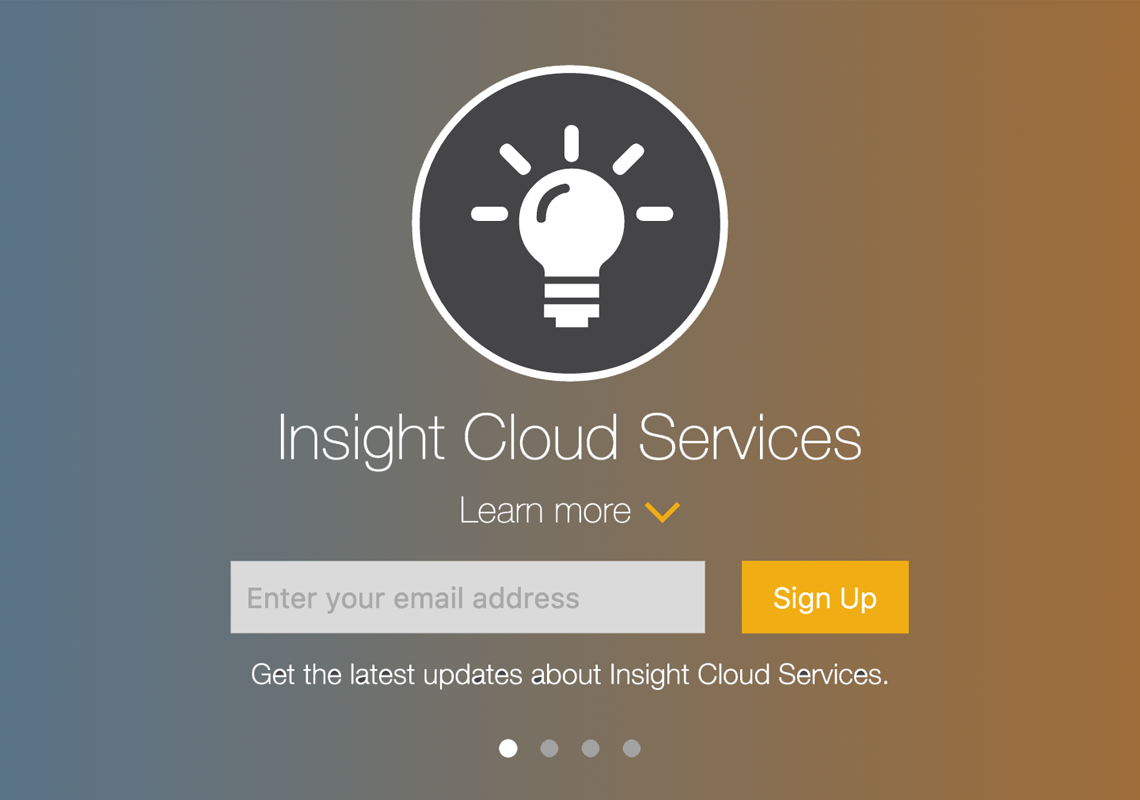 Insight Cloud Services
Learn more
Enter your email address
Sign Up
Get the latest updates about Insight Cloud Services.